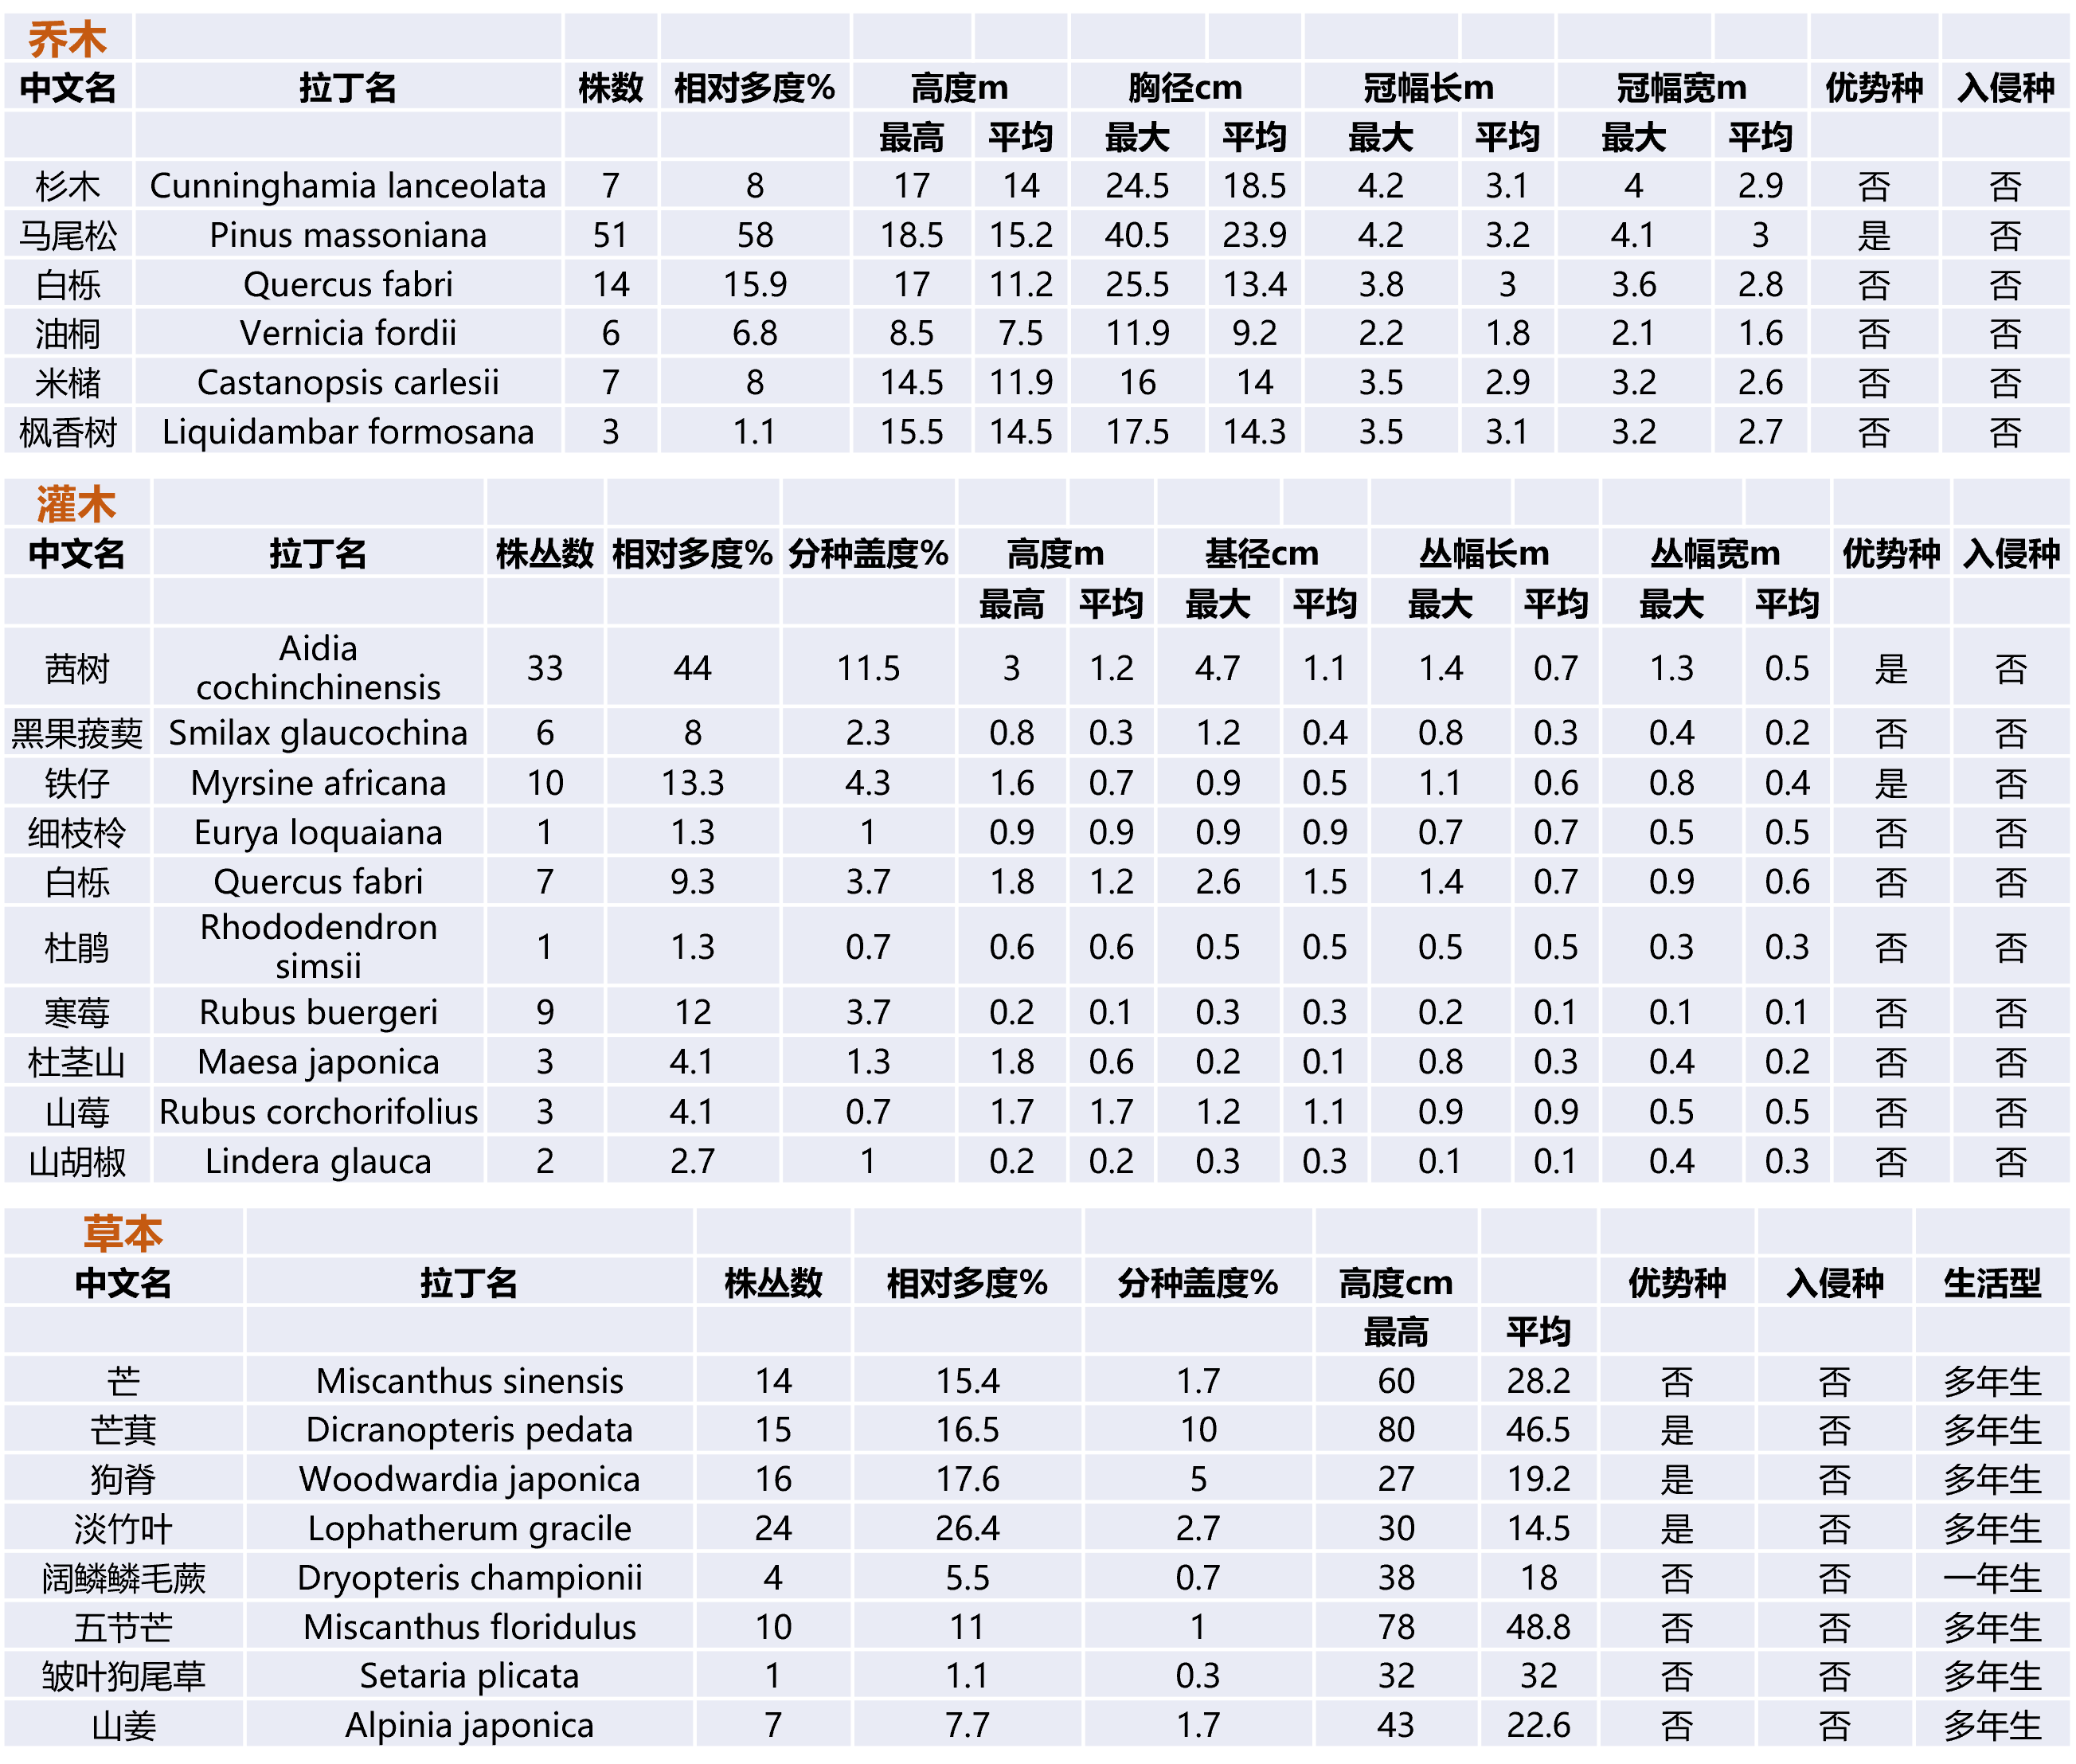 乔木
中文名 拉丁名 株数 相对多度% 高度m 胸径cm 冠幅长m 冠幅宽m 优势种 入侵种
最高 平均 最大 平均 最大 平均 最大 平均
杉木 Cunninghamia lanceolata 7 8 17 14 24.5 18.5 4.2 3.1 4 2.9 否 否
马尾松 Pinus massoniana 51 58 18.5 15.2 40.5 23.9 4.2 3.2 4.1 3 是 否
白栎 Quercus fabri 14 15.9 17 11.2 25.5 13.4 3.8 3 3.6 2.8 否 否
油桐 Vernicia fordii 6 6.8 8.5 7.5 11.9 9.2 2.2 1.8 2.1 1.6 否 否
米槠 Castanopsis carlesii 7 8 14.5 11.9 16 14 3.5 2.9 3.2 2.6 否 否
枫香树 Liquidambar formosana 3 1.1 15.5 14.5 17.5 14.3 3.5 3.1 3.2 2.7 否 否
灌木
中文名 拉丁名 株丛数 相对多度% 分种盖度% 高度m 基径cm 丛幅长m 丛幅宽m 优势种 入侵种
最高 平均 最大 平均 最大 平均 最大 平均
茜树 Aidia cochinchinensis 33 44 11.5 3 1.2 4.7 1.1 1.4 0.7 1.3 0.5 是 否
黑果菝葜 Smilax glaucochina 6 8 2.3 0.8 0.3 1.2 0.4 0.8 0.3 0.4 0.2 否 否
铁仔 Myrsine africana 10 13.3 4.3 1.6 0.7 0.9 0.5 1.1 0.6 0.8 0.4 是 否
细枝柃 Eurya loquaiana 1 1.3 1 0.9 0.9 0.9 0.9 0.7 0.7 0.5 0.5 否 否
白栎 Quercus fabri 7 9.3 3.7 1.8 1.2 2.6 1.5 1.4 0.7 0.9 0.6 否 否
杜鹃 Rhododendron simsii 1 1.3 0.7 0.6 0.6 0.5 0.5 0.5 0.5 0.3 0.3 否 否
寒莓 Rubus buergeri 9 12 3.7 0.2 0.1 0.3 0.3 0.2 0.1 0.1 0.1 否 否
杜茎山 Maesa japonica 3 4.1 1.3 1.8 0.6 0.2 0.1 0.8 0.3 0.4 0.2 否 否
山莓 Rubus corchorifolius 3 4.1 0.7 1.7 1.7 1.2 1.1 0.9 0.9 0.5 0.5 否 否
山胡椒 Lindera glauca 2 2.7 1 0.2 0.2 0.3 0.3 0.1 0.1 0.4 0.3 否 否
草本
中文名 拉丁名 株丛数 相对多度% 分种盖度% 高度cm 优势种 入侵种 生活型
最高 平均
芒 Miscanthus sinensis 14 15.4 1.7 60 28.2 否 否 多年生
芒萁 Dicranopteris pedata 15 16.5 10 80 46.5 是 否 多年生
狗脊 Woodwardia japonica 16 17.6 5 27 19.2 是 否 多年生
淡竹叶 Lophatherum gracile 24 26.4 2.7 30 14.5 是 否 多年生
阔鳞鳞毛蕨 Dryopteris championii 4 5.5 0.7 38 18 否 否 一年生
五节芒 Miscanthus floridulus 10 11 1 78 48.8 否 否 多年生
皱叶狗尾草 Setaria plicata 1 1.1 0.3 32 32 否 否 多年生
山姜 Alpinia japonica 7 7.7 1.7 43 22.6 否 否 多年生